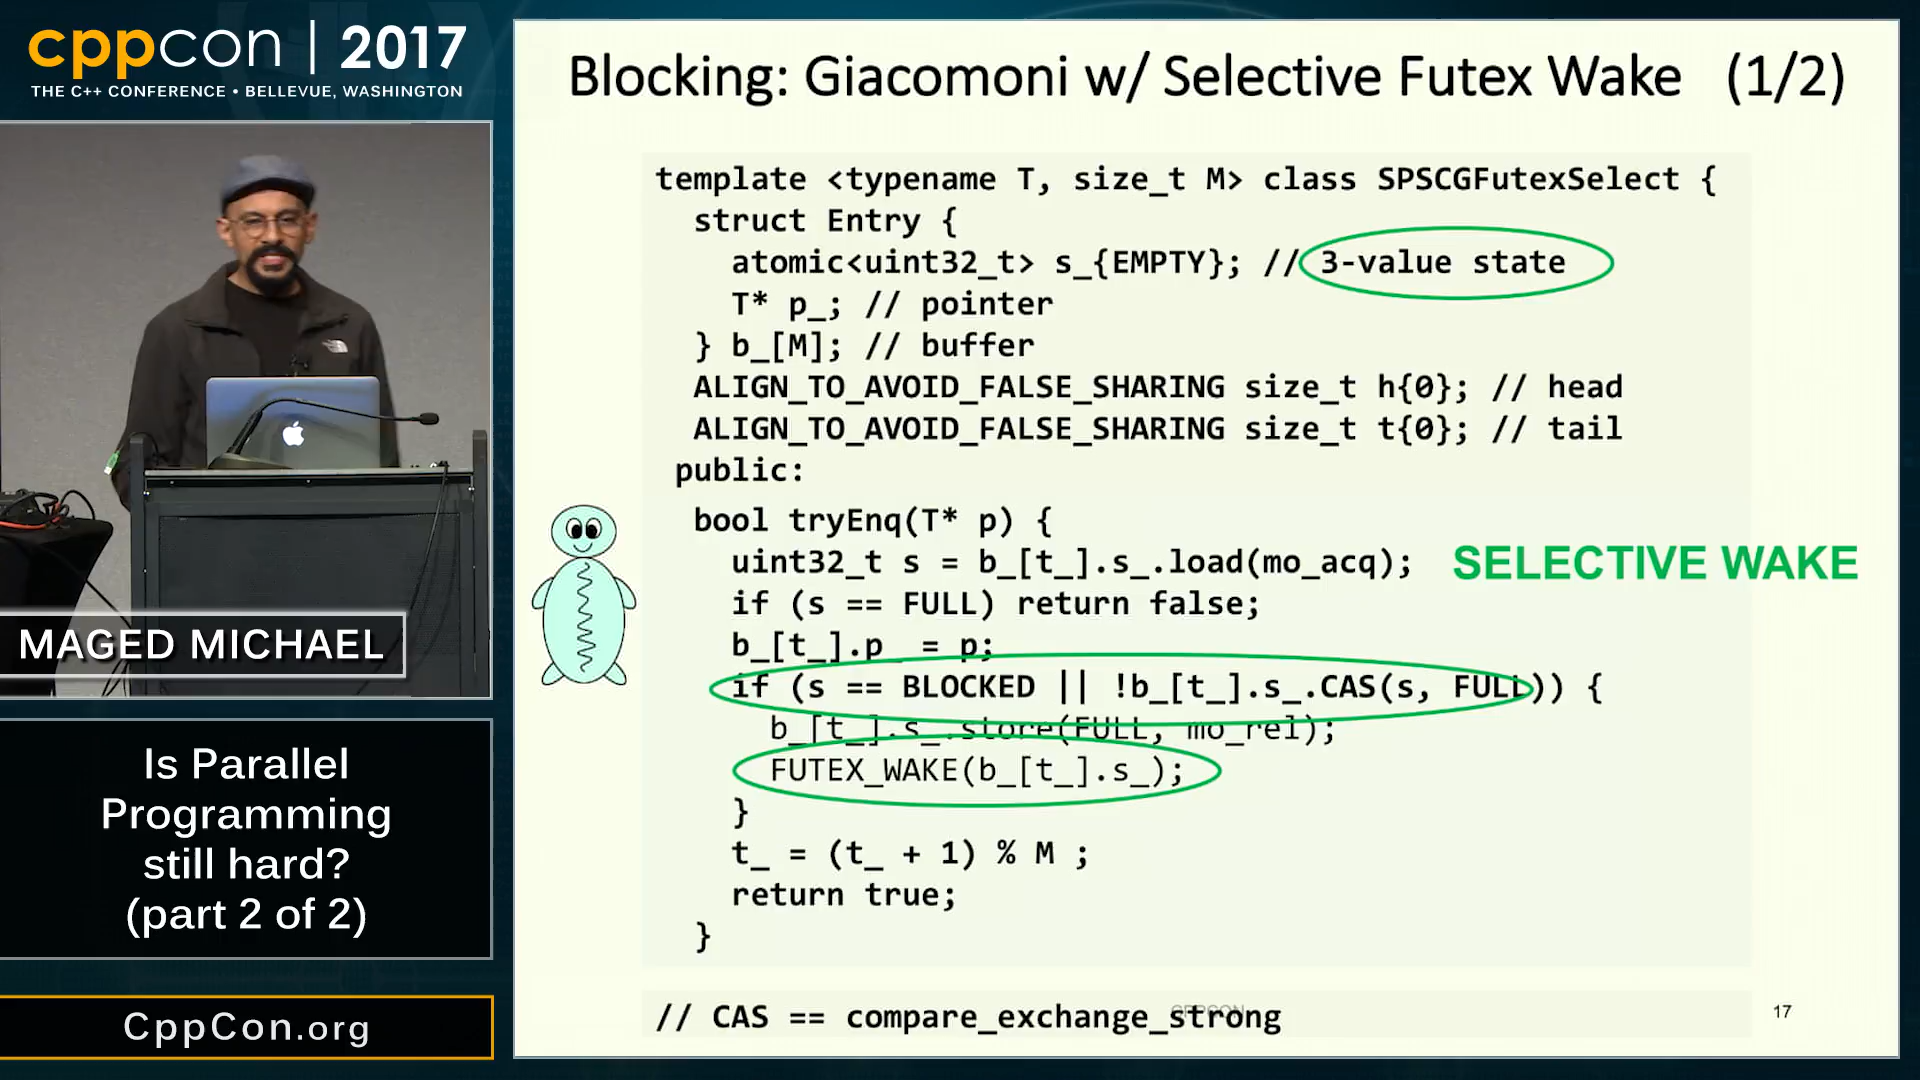 cppcon | 2017
THE C++ CONFERENCE • BELLEVUE, WASHINGTON
MAGED MICHAEL
Is Parallel
Programming
still hard?
(part 2 of 2)
CppCon.org
Blocking: Giacomoni w/ Selective Futex Wake (1/2)
template <typename T, size_t M> class SPSCGFutexSelect {
struct Entry {
atomic<uint32_t> s_{EMPTY}; // 3-value state
T* p_; // pointer
} b_[M]; // buffer
ALIGN_TO_AVOID_FALSE_SHARING size_t h{0}; // head
ALIGN_TO_AVOID_FALSE_SHARING size_t t{0}; // tail
public:
bool tryEnq(T* p) {
uint32_t s = b_[t_].s_.load(mo_acq);
SELECTIVE WAKE
if (s == FULL) return false;
b_[t_].p_ = p;
if (s == BLOCKED || !b_[t_].s_.CAS(s, FULL)) {
b_[t_].s_.store(FULL, mo_rel);
FUTEX_WAKE(b_[t_].s_);
}
t_ = (t_ + 1) % M ;
return true;
}
// CAS == compare_exchange_strong
CPPCON
17